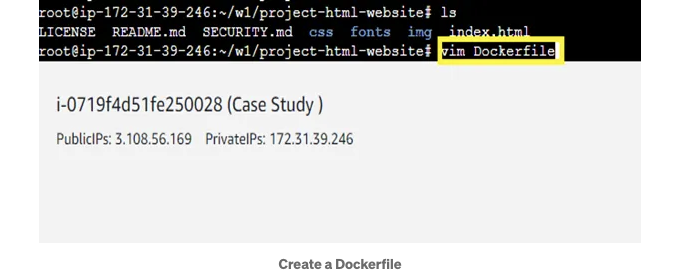 root@ip-172-31-39-246:~/w1/project-html-website# ls
LICENSE README.md SECURITY.md css fonts img index.html
root@ip-172-31-39-246:~/w1/project-html-website# vim Dockerfile
i-0719f4d51fe250028 (Case Study )
PublicIPs: 3.108.56.169 PrivateIPs: 172.31.39.246
Create a Dockerfile